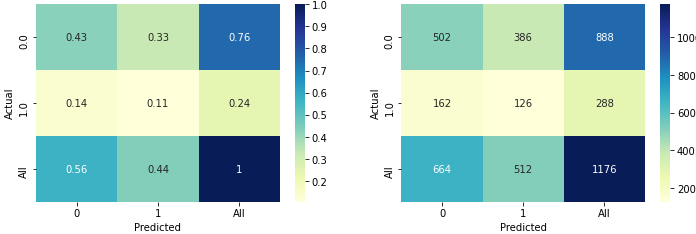 0.0
0.43 0.33 0.76
1.0
0.14 0.11 0.24
All
0.56 0.44 1
Actual
0 1 All
Predicted
1.0
0.9
0.8
0.7
0.6
0.5
0.4
0.3
0.2
0.0
502 386 888
1.0
162 126 288
All
664 512 1176
Actual
0 1 All
Predicted
800
600
400
200